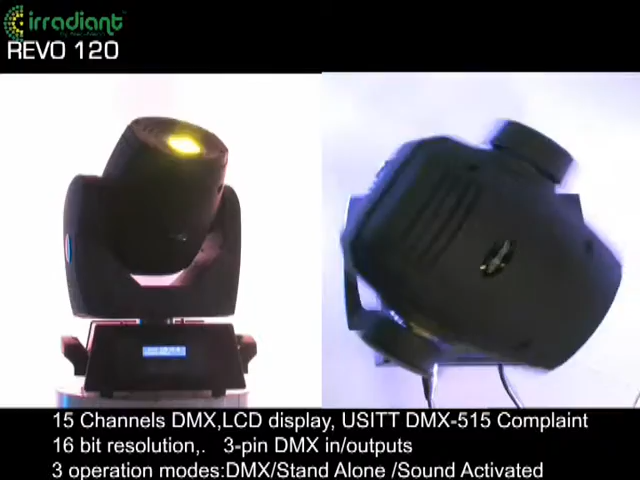 irradiant
REVO 120
15 Channels DMX,LCD display, USITT DMX-515 Complaint
16 bit resolution,. 3-pin DMX in/outputs
3 operation modes:DMX/Stand Alone /Sound Activated